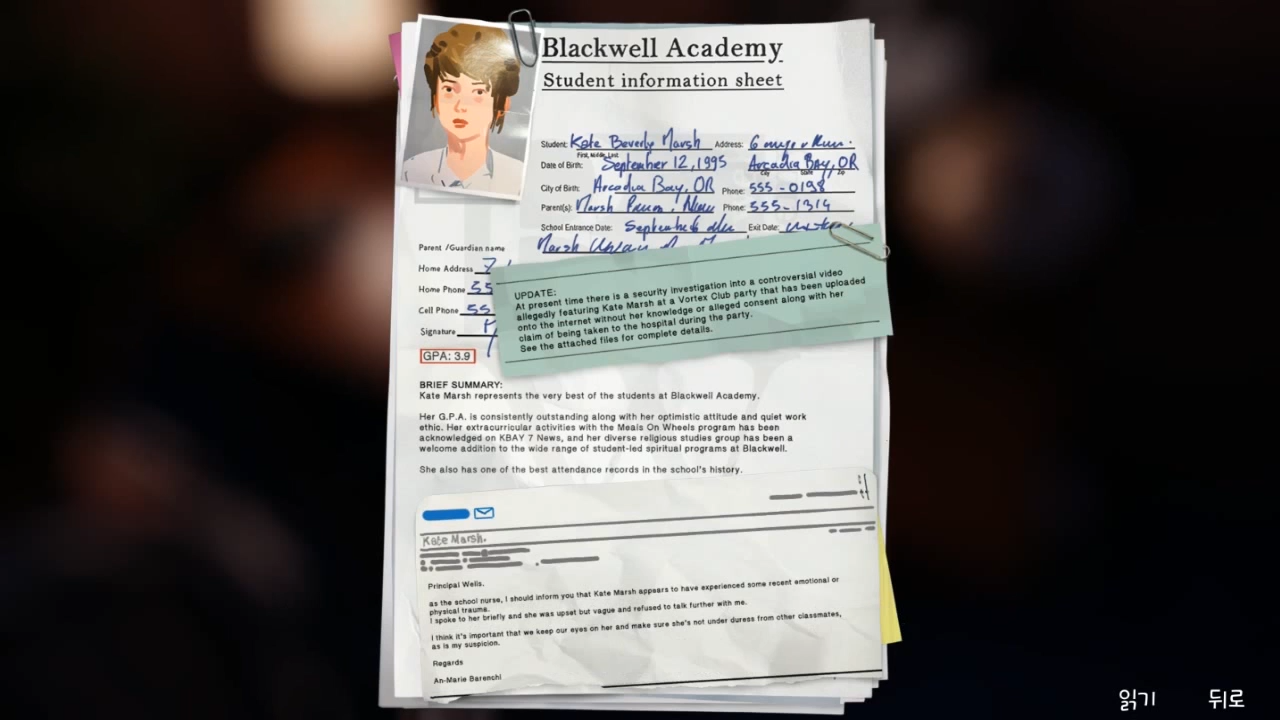 Blackwell Academy
Student information sheet
Student: Kate Beverly Marsh Address:
First, Middle, Last
Date of Birth: September 12, 1995 Arcadia Bay, OR
City State Zip
City of Birth: Arcadia Bay, OR Phone: 555-0198
Parent(s): Marsh Phone: 555-1314
School Entrance Date: Exit Date:
Marsh
Parent /Guardian name
Home Address 7
Home Phone 55
Cell Phone 55
Signature
GPA: 3.9
UPDATE:
At present time there is a security investigation into a controversial video
allegedly featuring Kate Marsh at a Vortex Club party that has been uploaded
onto the internet without her knowledge or alleged consent along with her
claim of being taken to the hospital during the party.
See the attached files for complete details.
BRIEF SUMMARY:
Kate Marsh represents the very best of the students at Blackwell Academy.
Her G.P.A. is consistently outstanding along with her optimistic attitude and quiet work
ethic. Her extracurricular activities with the Meals On Wheels program has been
acknowledged on KBAY 7 News, and her diverse religious studies group has been a
welcome addition to the wide range of student-led spiritual programs at Blackwell.
She also has one of the best attendance records in the school's history.
Kate Marsh.
Principal Wells.
as the school nurse, I should inform you that Kate Marsh appears to have experienced some recent emotional or
physical trauma.
I spoke to her briefly and she was upset but vague and refused to talk further with me.
I think it's important that we keep our eyes on her and make sure she's not under duress from other classmates,
as is my suspicion.
Regards
An-Marie Barenchi
읽기 뒤로